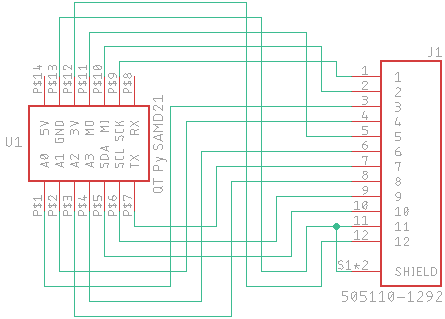 P$14
P$13
P$12
P$11
P$10
P$9
P$8
U1
5V
GND
3V
MO
MI
SCK
RX
A0
A1
A2
A3
SDA
SCL
TX
QT Py SAMD21
P$1
P$2
P$3
P$4
P$5
P$6
P$7
J1
1 1
2 2
3 3
4 4
5 5
6 6
7 7
8 8
9 9
10 10
11 11
12 12
S1*2 SHIELD
505110-1292